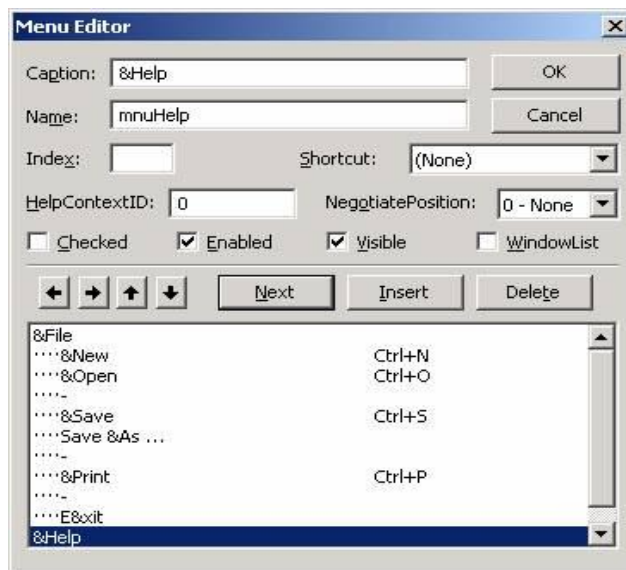 Menu Editor
Caption: &Help OK
Name: mnuHelp Cancel
Index: Shortcut: (None)
HelpContextID: 0 NegotiatePosition: 0 - None
Checked Enabled Visible WindowList
Next Insert Delete
&File
····&New Ctrl+N
····&Open Ctrl+O
····-
····&Save Ctrl+S
····Save &As ...
····-
····&Print Ctrl+P
····-
····E&xit
&Help